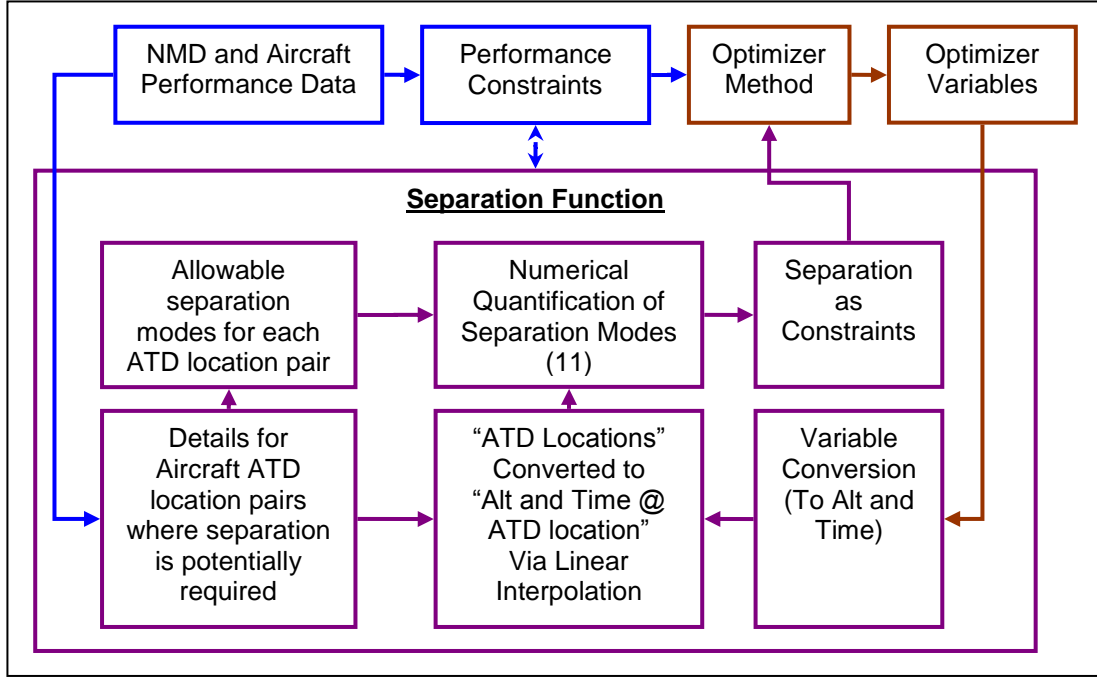 NMD and Aircraft
Performance Data
Performance
Constraints
Optimizer
Method
Optimizer
Variables
Separation Function
Allowable
separation
modes for each
ATD location pair
Numerical
Quantification of
Separation Modes
(11)
Separation
as
Constraints
Details for
Aircraft ATD
location pairs
where separation
is potentially
required
“ATD Locations”
Converted to
“Alt and Time @
ATD location”
Via Linear
Interpolation
Variable
Conversion
(To Alt and
Time)